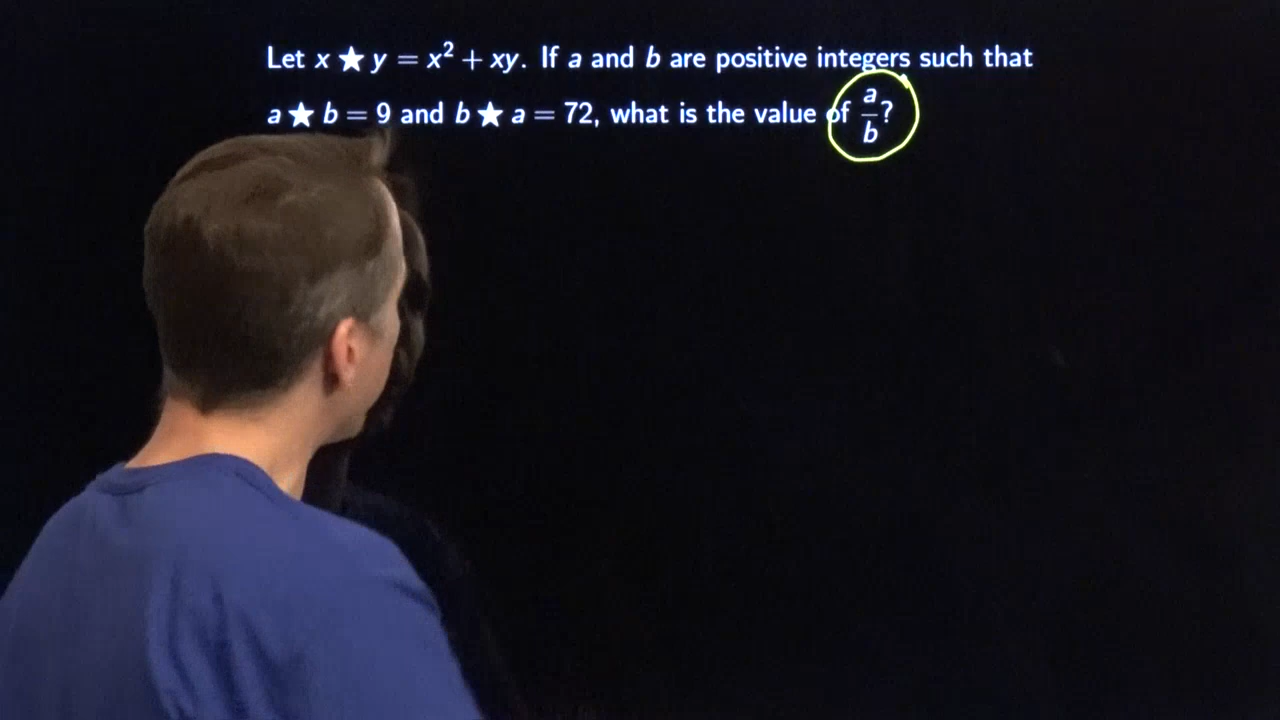 Let x ★ y = x² + xy. If a and b are positive integers such that
a ★ b = 9 and b ★ a = 72, what is the value of a/b?